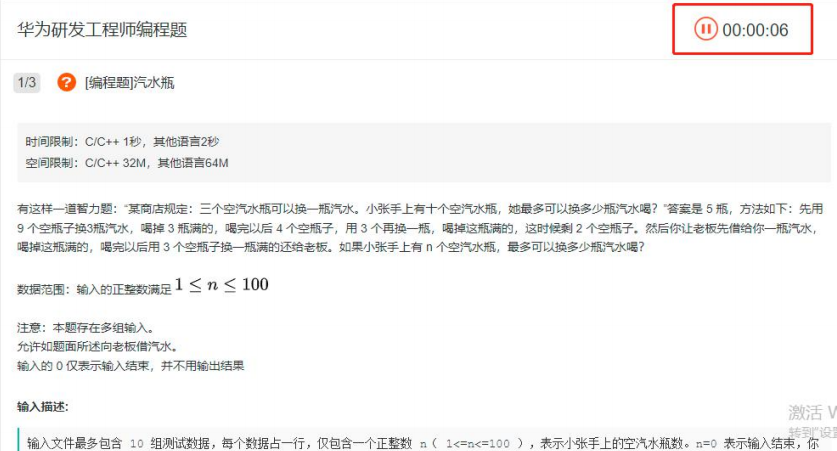 华为研发工程师编程题
00:00:06
1/3 ? [编程题]汽水瓶
时间限制：C/C++ 1秒，其他语言2秒
空间限制：C/C++ 32M，其他语言64M
有这样一道智力题：“某商店规定：三个空汽水瓶可以换一瓶汽水。小张手上有十个空汽水瓶，她最多可以换多少瓶汽水喝？”答案是 5 瓶，方法如下：先用
9 个空瓶子换3瓶汽水，喝掉 3 瓶满的，喝完以后 4 个空瓶子，用 3 个再换一瓶，喝掉这瓶满的，这时候剩 2 个空瓶子。然后你让老板先借给你一瓶汽水，
喝掉这瓶满的，喝完以后用 3 个空瓶子换一瓶满的还给老板。如果小张手上有 n 个空汽水瓶，最多可以换多少瓶汽水喝？
数据范围：输入的正整数满足 1 ≤ n ≤ 100
注意：本题存在多组输入。
允许如题面所述向老板借汽水。
输入的 0 仅表示输入结束，并不用输出结果
输入描述:
激活 W
转到"设置
输入文件最多包含 10 组测试数据，每个数据占一行，仅包含一个正整数 n（ 1<=n<=100 ），表示小张手上的空汽水瓶数。n=0 表示输入结束，你